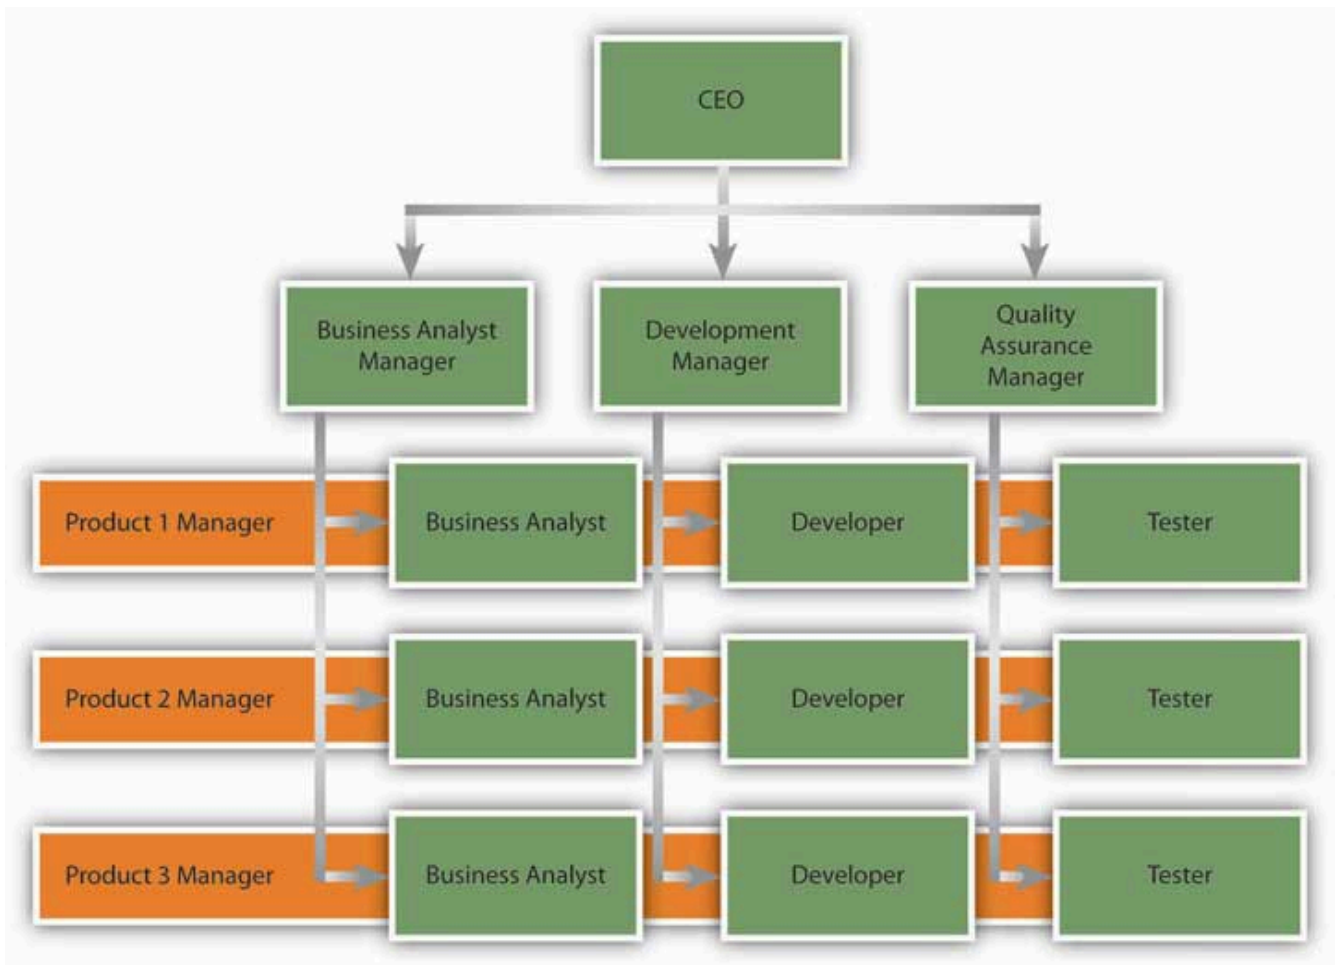 CEO
Business Analyst
Manager
Development
Manager
Quality
Assurance
Manager
Product 1 Manager
Business Analyst
Developer
Tester
Product 2 Manager
Business Analyst
Developer
Tester
Product 3 Manager
Business Analyst
Developer
Tester